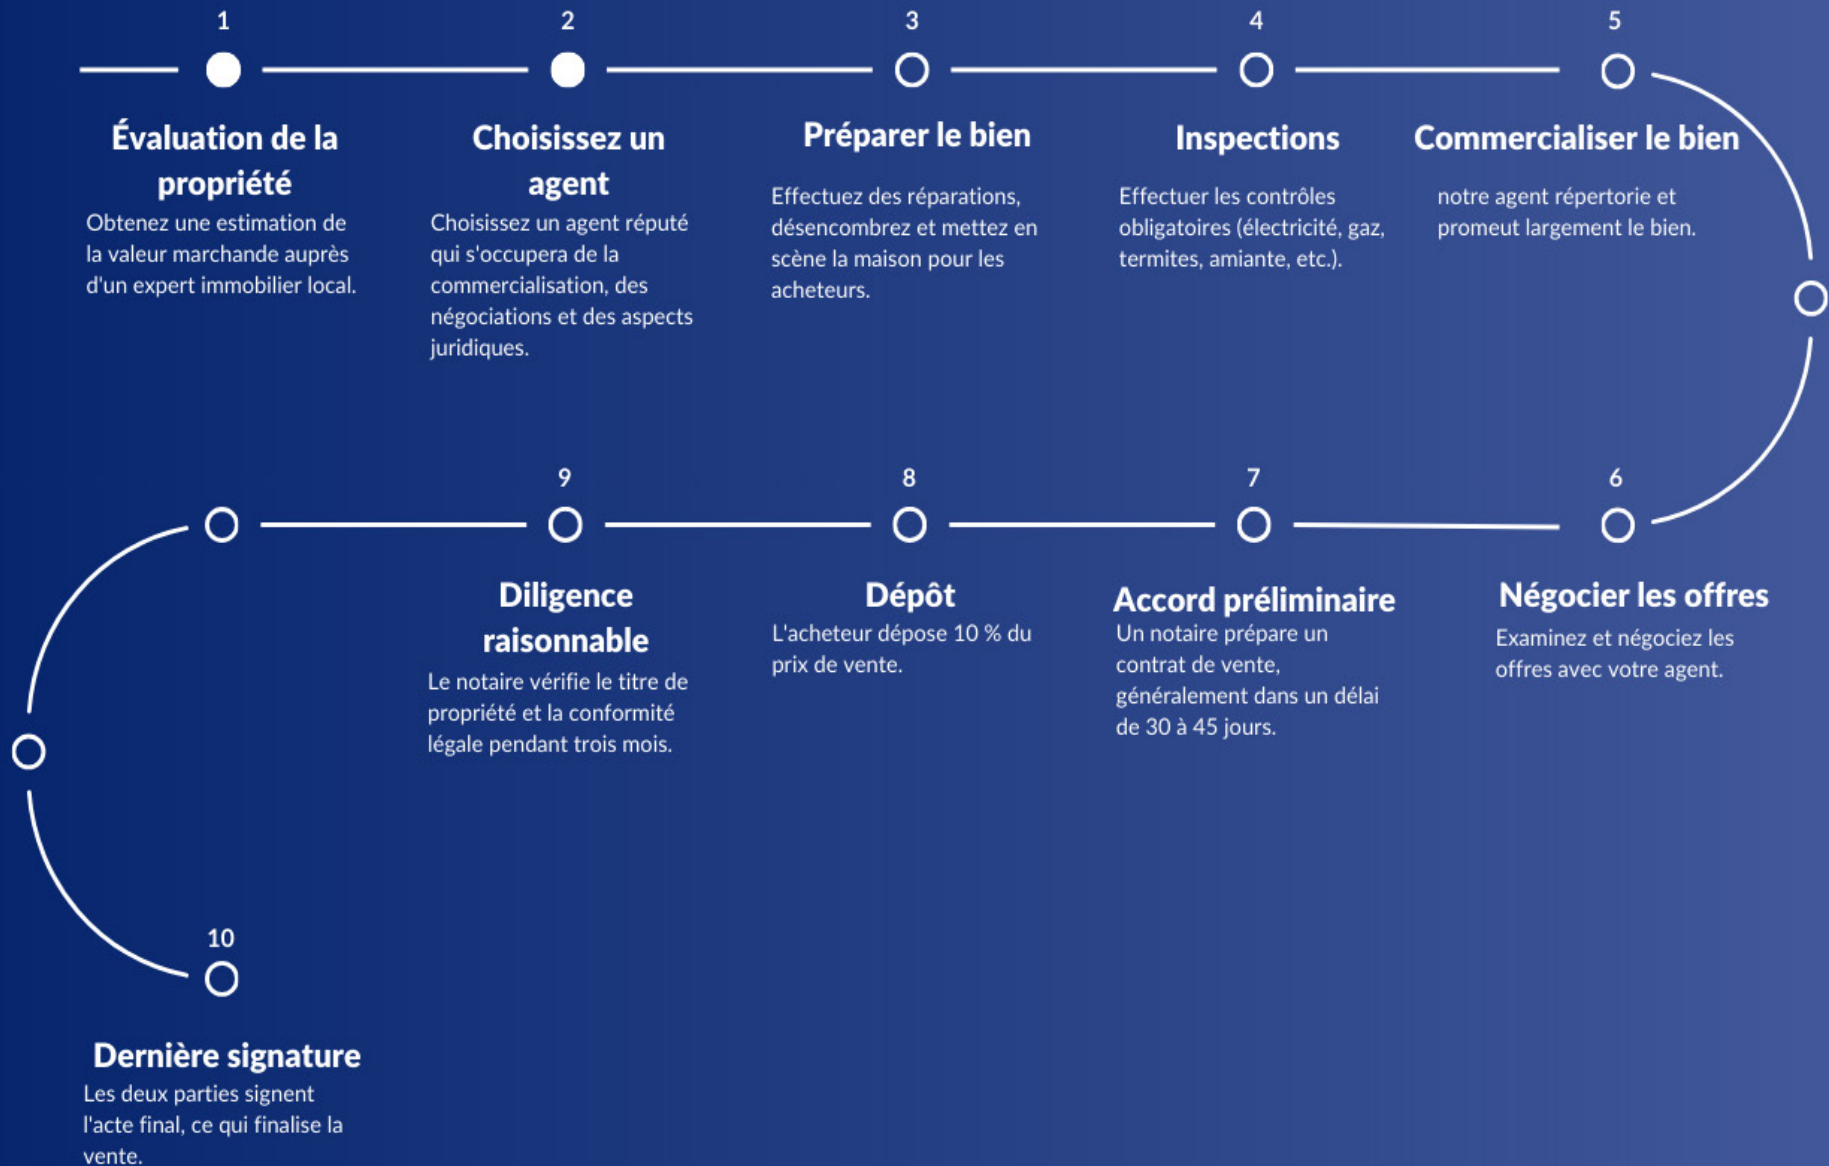 1
Évaluation de la
propriété
Obtenez une estimation de
la valeur marchande auprès
d'un expert immobilier local.
2
Choisissez un
agent
Choisissez un agent réputé
qui s'occupera de la
commercialisation, des
négociations et des aspects
juridiques.
3
Préparer le bien
Effectuez des réparations,
désencombrez et mettez en
scène la maison pour les
acheteurs.
4
Inspections
Effectuer les contrôles
obligatoires (électricité, gaz,
termites, amiante, etc.).
5
Commercialiser le bien
notre agent répertorie et
promeut largement le bien.
6
Négocier les offres
Examinez et négociez les
offres avec votre agent.
7
Accord préliminaire
Un notaire prépare un
contrat de vente,
généralement dans un délai
de 30 à 45 jours.
8
Dépôt
L'acheteur dépose 10 % du
prix de vente.
9
Diligence
raisonnable
Le notaire vérifie le titre de
propriété et la conformité
légale pendant trois mois.
10
Dernière signature
Les deux parties signent
l'acte final, ce qui finalise la
vente.